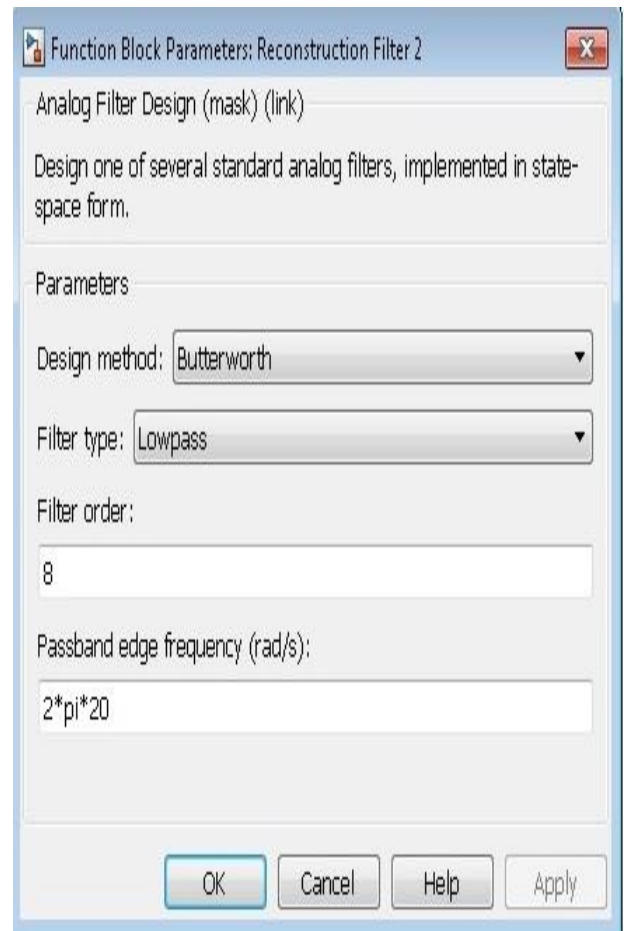 Function Block Parameters: Reconstruction Filter 2
Analog Filter Design (mask) (link)
Design one of several standard analog filters, implemented in state-
space form.
Parameters
Design method: Butterworth
Filter type: Lowpass
Filter order:
8
Passband edge frequency (rad/s):
2*pi*20
OK Cancel Help Apply